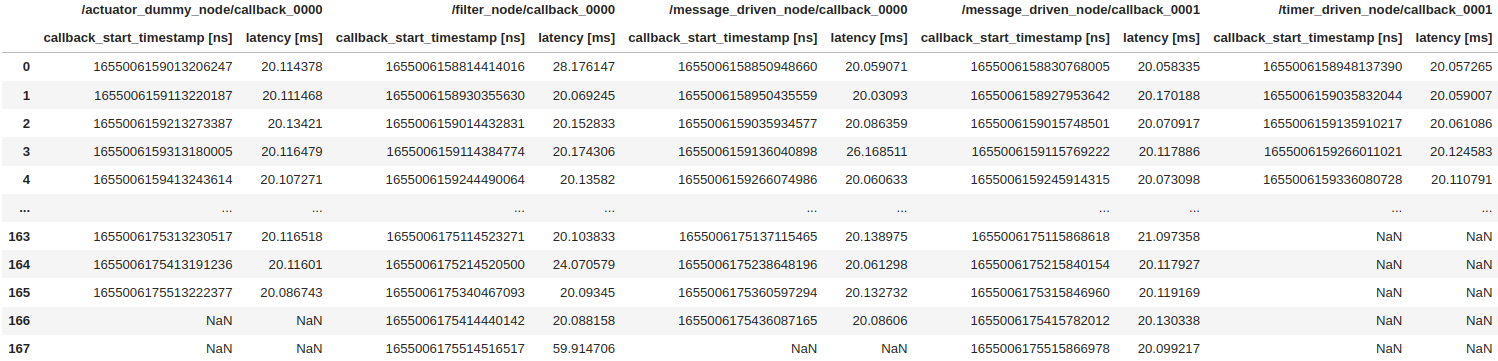 /actuator_dummy_node/callback_0000 /filter_node/callback_0000 /message_driven_node/callback_0000 /message_driven_node/callback_0001 /timer_driven_node/callback_0001
callback_start_timestamp [ns] latency [ms] callback_start_timestamp [ns] latency [ms] callback_start_timestamp [ns] latency [ms] callback_start_timestamp [ns] latency [ms] callback_start_timestamp [ns] latency [ms]
0 1655006159013206247 20.114378 1655006158814414016 28.176147 1655006158850948660 20.059071 1655006158830768005 20.058335 1655006158948137390 20.057265
1 1655006159113220187 20.111468 1655006158930355630 20.069245 1655006158950435559 20.03093 1655006158927953642 20.170188 1655006159035832044 20.059007
2 1655006159213273387 20.13421 1655006159014432831 20.152833 1655006159035934577 20.086359 1655006159015748501 20.070917 1655006159135910217 20.061086
3 1655006159313180005 20.116479 1655006159114384774 20.174306 1655006159136040898 26.168511 1655006159115769222 20.117886 1655006159266011021 20.124583
4 1655006159413243614 20.107271 1655006159244490064 20.13582 1655006159266074986 20.060633 1655006159245914315 20.073098 1655006159336080728 20.110791
... ... ... ... ... ... ... ... ... ... ...
163 1655006175313230517 20.116518 1655006175114523271 20.103833 1655006175137115465 20.138975 1655006175115868618 21.097358 NaN NaN
164 1655006175413191236 20.11601 1655006175214520500 24.070579 1655006175238648196 20.061298 1655006175215840154 20.117927 NaN NaN
165 1655006175513222377 20.086743 1655006175340467093 20.09345 1655006175360597294 20.132732 1655006175315846960 20.119169 NaN NaN
166 NaN NaN 1655006175414440142 20.088158 1655006175436087165 20.08606 1655006175415782012 20.130338 NaN NaN
167 NaN NaN 1655006175514516517 59.914706 NaN NaN 1655006175515866978 20.099217 NaN NaN